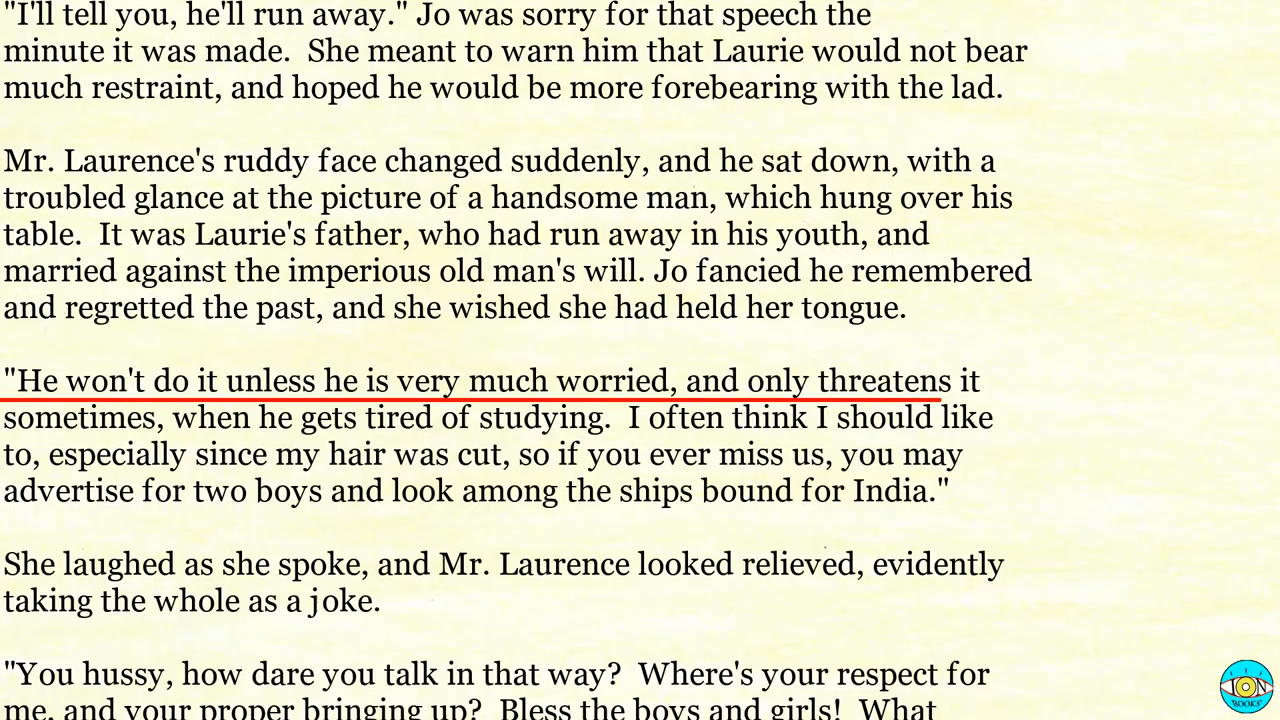 "I'll tell you, he'll run away." Jo was sorry for that speech the
minute it was made.  She meant to warn him that Laurie would not bear
much restraint, and hoped he would be more forebearing with the lad.
Mr. Laurence's ruddy face changed suddenly, and he sat down, with a
troubled glance at the picture of a handsome man, which hung over his
table.  It was Laurie's father, who had run away in his youth, and
married against the imperious old man's will. Jo fancied he remembered
and regretted the past, and she wished she had held her tongue.
"He won't do it unless he is very much worried, and only threatens it
sometimes, when he gets tired of studying.  I often think I should like
to, especially since my hair was cut, so if you ever miss us, you may
advertise for two boys and look among the ships bound for India."
She laughed as she spoke, and Mr. Laurence looked relieved, evidently
taking the whole as a joke.
"You hussy, how dare you talk in that way?  Where's your respect for
me, and your proper bringing up?  Bless the boys and girls!  What
ION
BOOKS